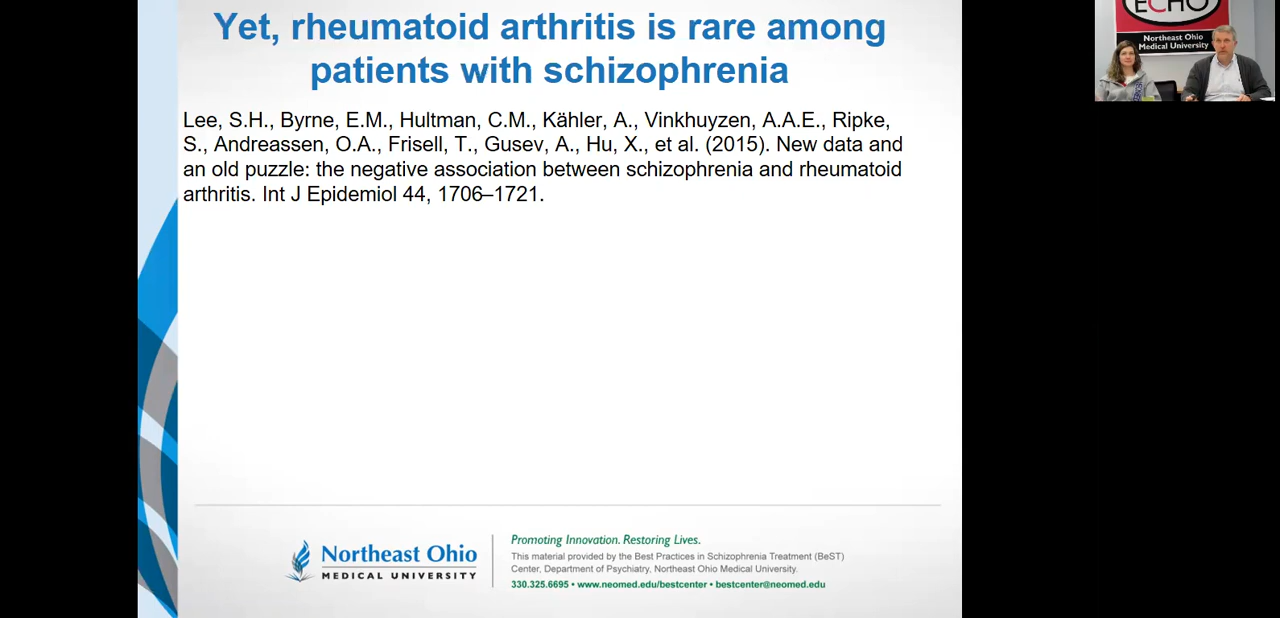 Yet, rheumatoid arthritis is rare among
patients with schizophrenia
Lee, S.H., Byrne, E.M., Hultman, C.M., Kähler, A., Vinkhuyzen, A.A.E., Ripke,
S., Andreassen, O.A., Frisell, T., Gusev, A., Hu, X., et al. (2015). New data and
an old puzzle: the negative association between schizophrenia and rheumatoid
arthritis. Int J Epidemiol 44, 1706–1721.
ECHO
Northeast Ohio
Medical University
Northeast Ohio
MEDICAL UNIVERSITY
Promoting Innovation. Restoring Lives.
This material provided by the Best Practices in Schizophrenia Treatment (BeST)
Center, Department of Psychiatry, Northeast Ohio Medical University.
330.325.6695 • www.neomed.edu/bestcenter • bestcenter@neomed.edu